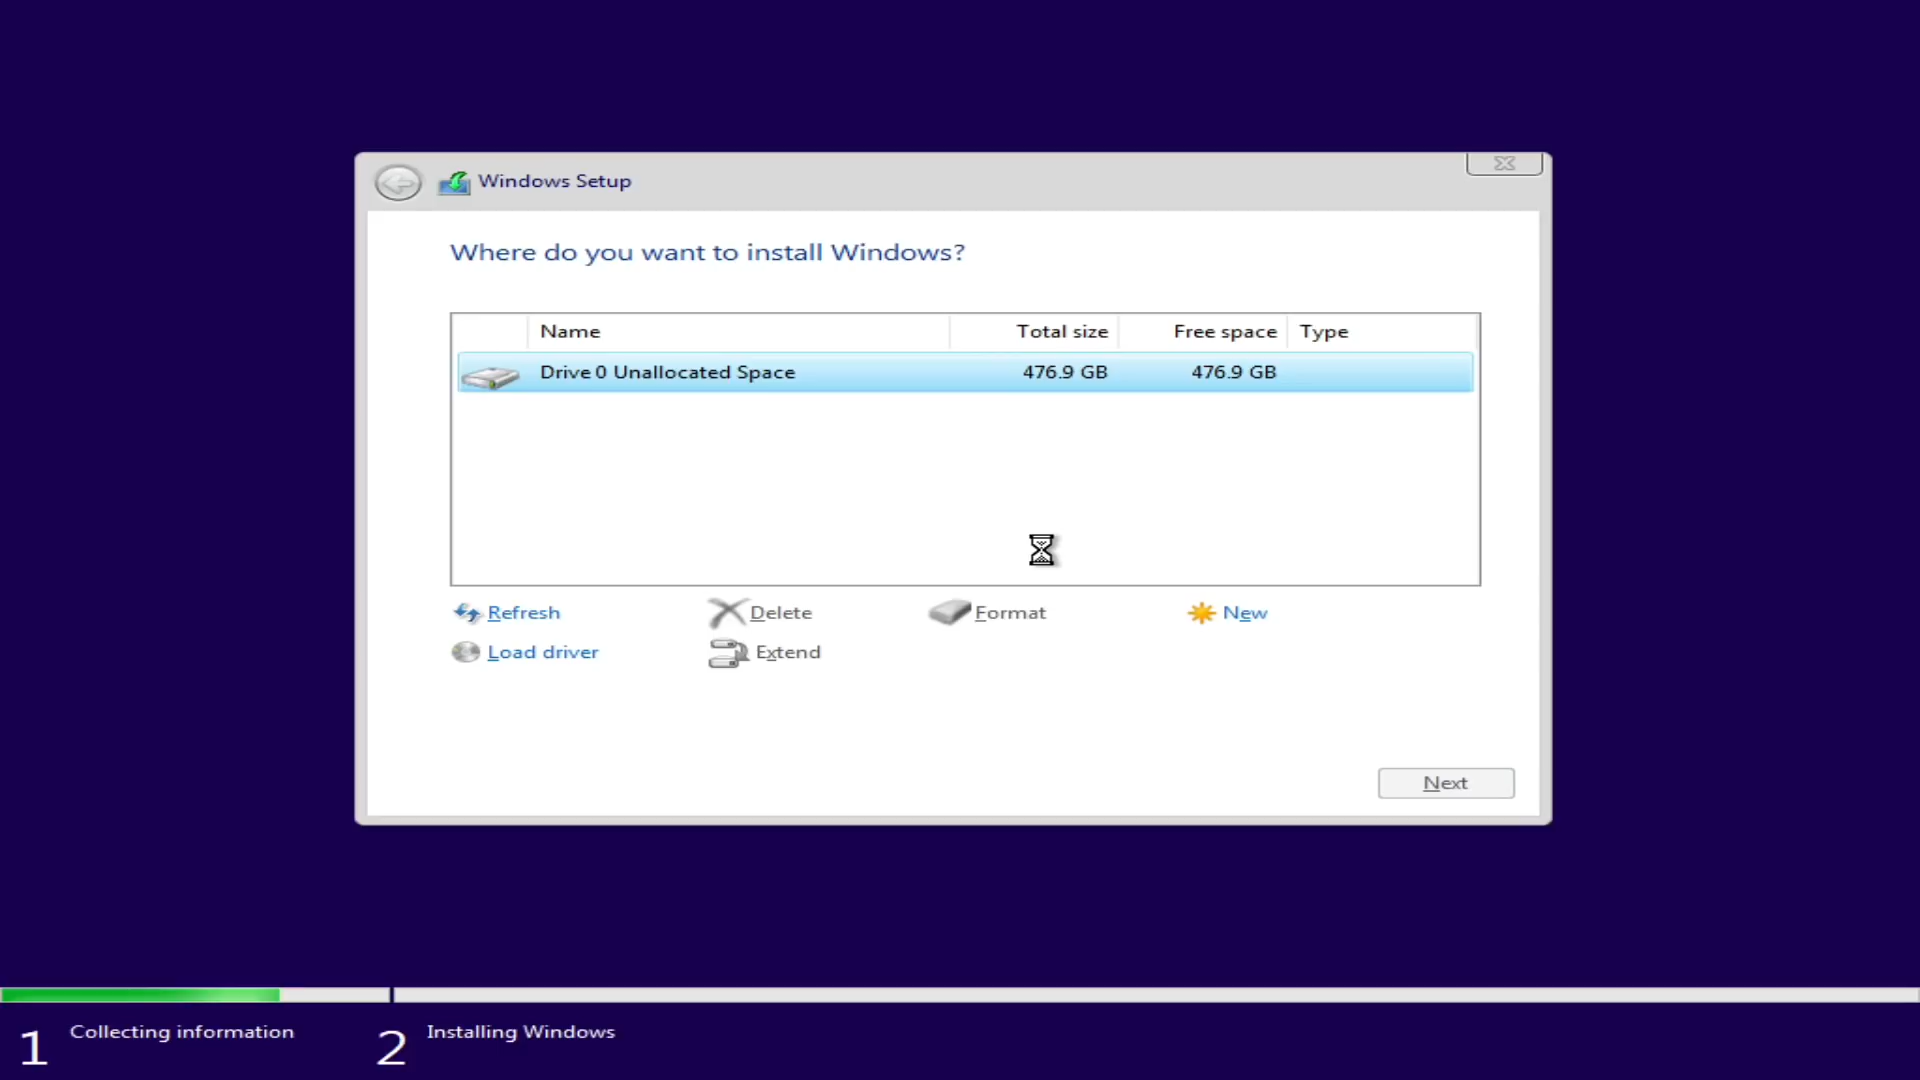 Windows Setup
Where do you want to install Windows?
Name Total size Free space Type
Drive 0 Unallocated Space 476.9 GB 476.9 GB
Refresh Delete Format New
Load driver Extend
Next
1 Collecting information 2 Installing Windows